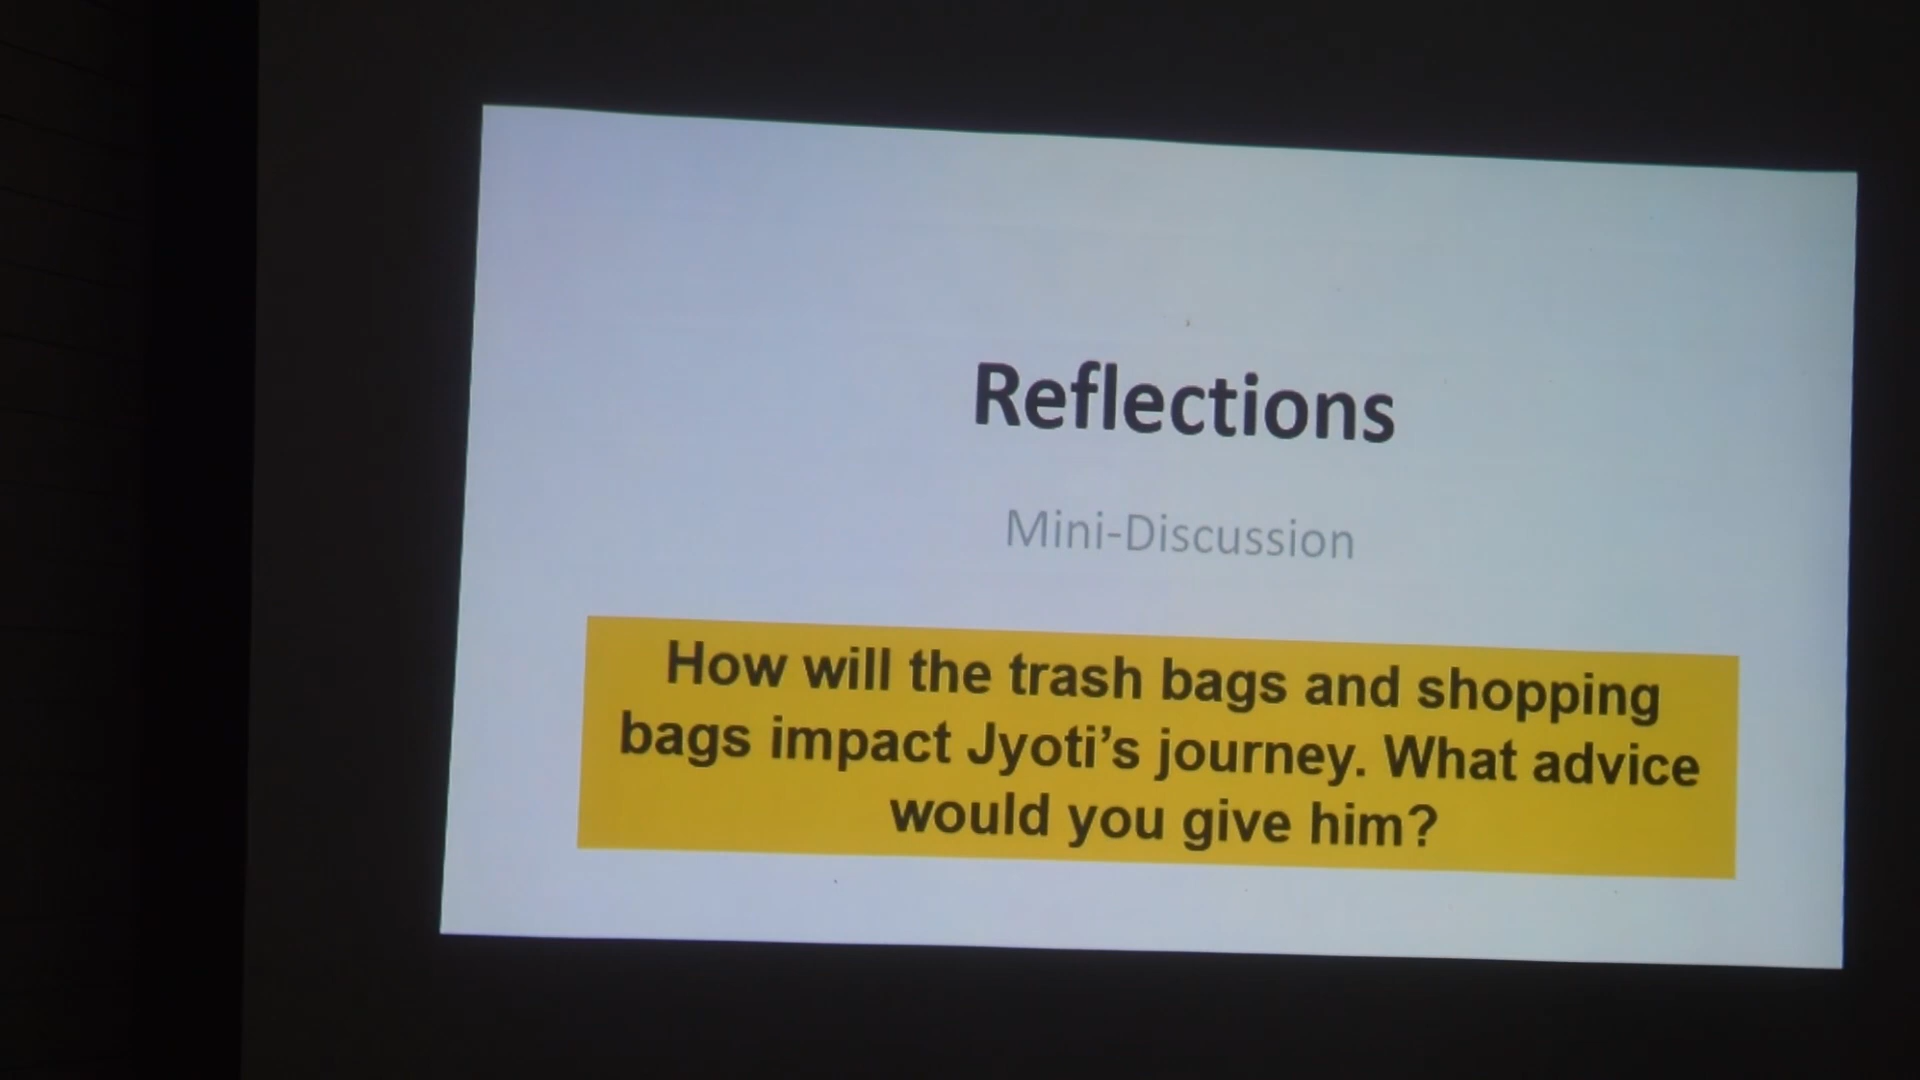 Reflections
Mini-Discussion
How will the trash bags and shopping
bags impact Jyoti’s journey. What advice
would you give him?